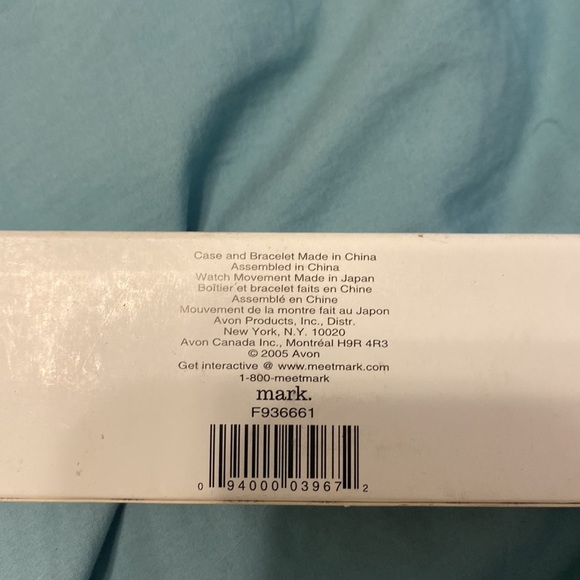 Case and Bracelet Made in China
Assembled in China
Watch Movement Made in Japan
Boîtier et bracelet faits en Chine
Assemblé en Chine
Mouvement de la montre fait au Japon
Avon Products, Inc., Distr.
New York, N.Y. 10020
Avon Canada Inc., Montréal H9R 4R3
© 2005 Avon
Get interactive @ www.meetmark.com
1-800-meetmark
mark.
F936661
0 94000 03967 2